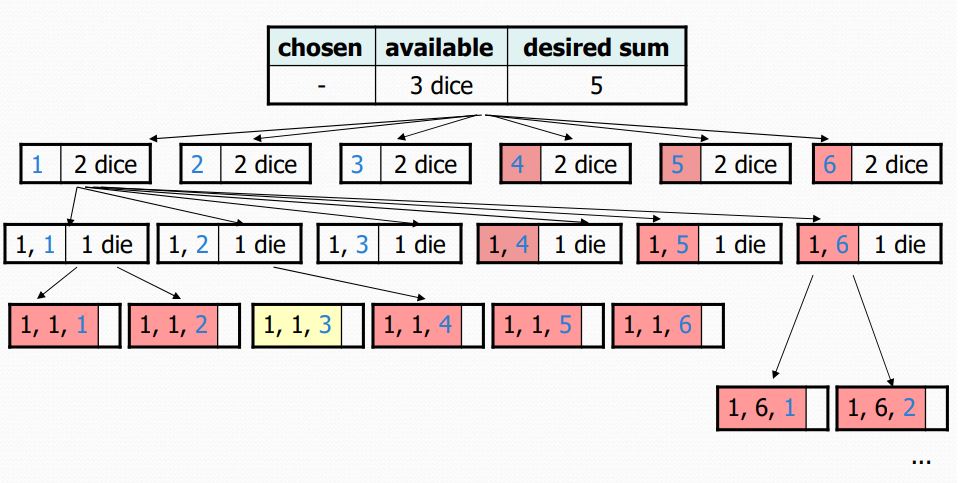 chosen available desired sum
- 3 dice 5
1 2 dice 2 2 dice 3 2 dice 4 2 dice 5 2 dice 6 2 dice
1, 1 1 die 1, 2 1 die 1, 3 1 die 1, 4 1 die 1, 5 1 die 1, 6 1 die
1, 1, 1 1, 1, 2 1, 1, 3 1, 1, 4 1, 1, 5 1, 1, 6
1, 6, 1 1, 6, 2
...